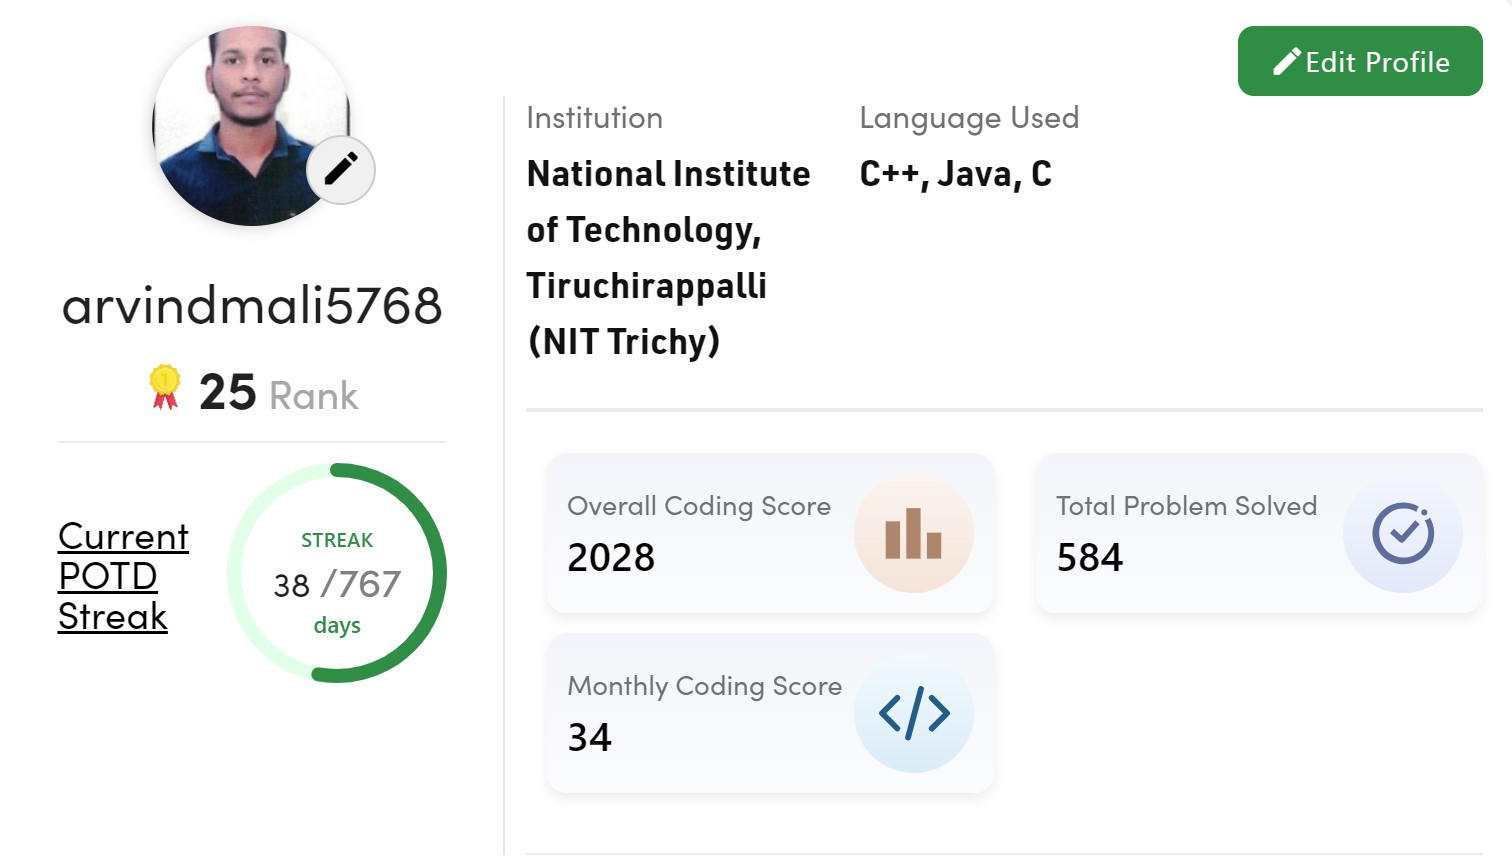 Edit Profile
Institution
National Institute
of Technology,
Tiruchirappalli
(NIT Trichy)
Language Used
C++, Java, C
arvindmali5768
1
25 Rank
Current
POTD
Streak
STREAK
38 /767
days
Overall Coding Score
2028
Total Problem Solved
584
Monthly Coding Score
34